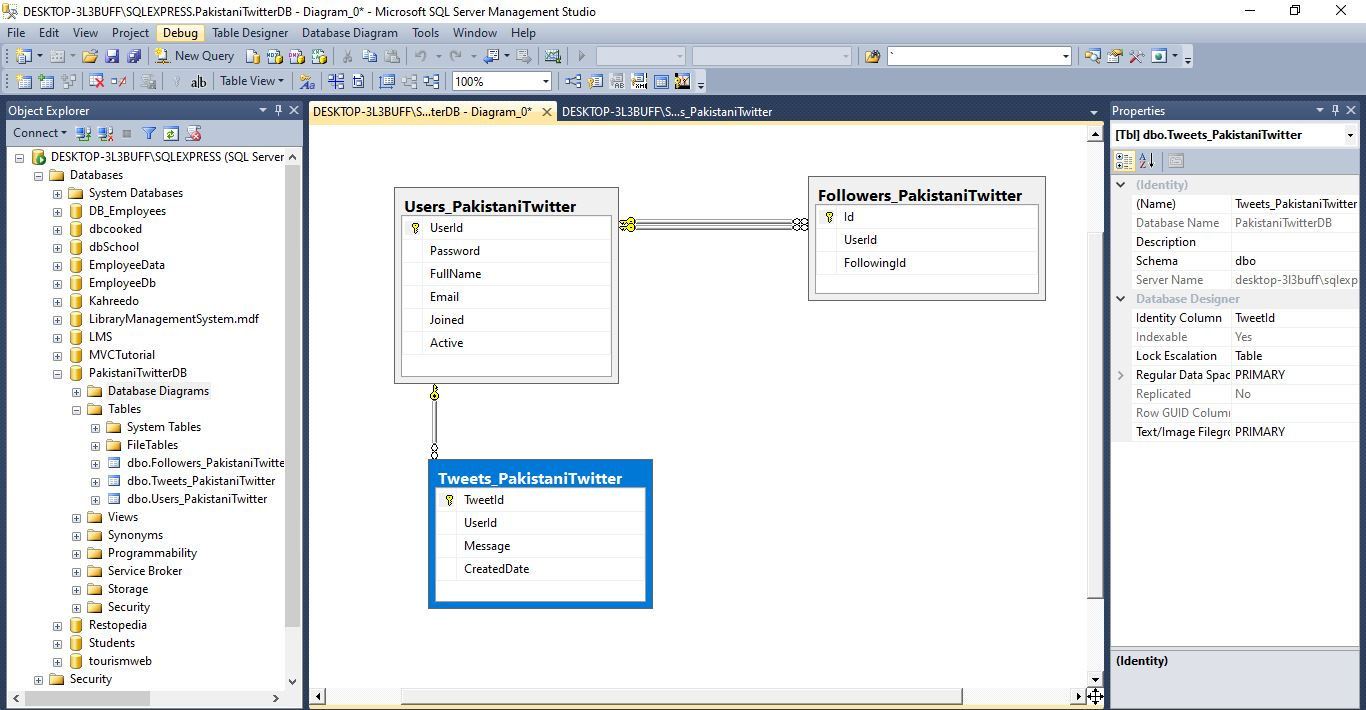 DESKTOP-3L3BUFF\SQLEXPRESS.PakistaniTwitterDB - Diagram_0* - Microsoft SQL Server Management Studio
File Edit View Project Debug Table Designer Database Diagram Tools Window Help
New Query
ab| Table View 100%
Object Explorer
Connect
DESKTOP-3L3BUFF\SQLEXPRESS (SQL Server
Databases
System Databases
DB_Employees
dbcooked
dbSchool
EmployeeData
EmployeeDb
Kahreedo
LibraryManagementSystem.mdf
LMS
MVCTutorial
PakistaniTwitterDB
Database Diagrams
Tables
System Tables
FileTables
dbo.Followers_PakistaniTwitte
dbo.Tweets_PakistaniTwitter
dbo.Users_PakistaniTwitter
Views
Synonyms
Programmability
Service Broker
Storage
Security
Restopedia
Students
tourismweb
Security
DESKTOP-3L3BUFF\S...terDB - Diagram_0* DESKTOP-3L3BUFF\S...s_PakistaniTwitter
Users_PakistaniTwitter
UserId
Password
FullName
Email
Joined
Active
Followers_PakistaniTwitter
Id
UserId
FollowingId
Tweets_PakistaniTwitter
TweetId
UserId
Message
CreatedDate
Properties
[Tbl] dbo.Tweets_PakistaniTwitter
(Identity)
(Name) Tweets_PakistaniTwitter
Database Name PakistaniTwitterDB
Description
Schema dbo
Server Name desktop-3l3buff\sqlexp
Database Designer
Identity Column TweetId
Indexable Yes
Lock Escalation Table
Regular Data Spac PRIMARY
Replicated No
Row GUID Colum
Text/Image Filegr PRIMARY
(Identity)